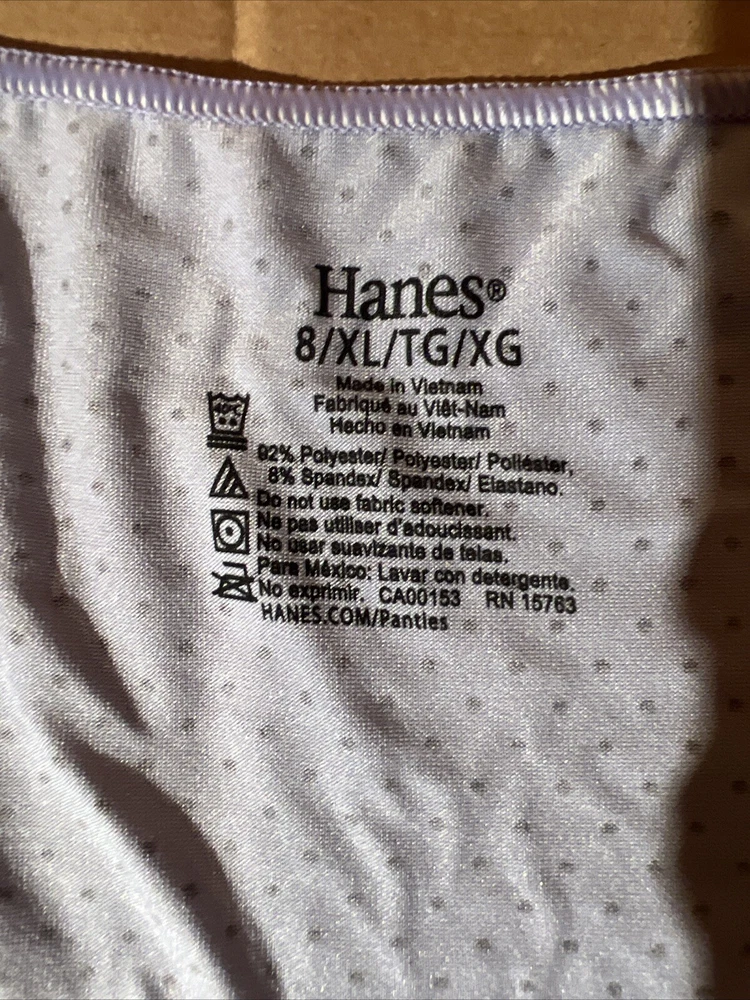 Hanes®
8/XL/TG/XG
Made in Vietnam
Fabriqué au Viêt-Nam
Hecho en Vietnam
92% Polyester/ Polyester/ Poliéster,
8% Spandex/ Spandex/ Elastano.
Do not use fabric softener.
Ne pas utiliser d'adoucissant.
No usar suavizante de telas.
Para México: Lavar con detergente.
No exprimir. CA00153 RN 15763
HANES.COM/Panties